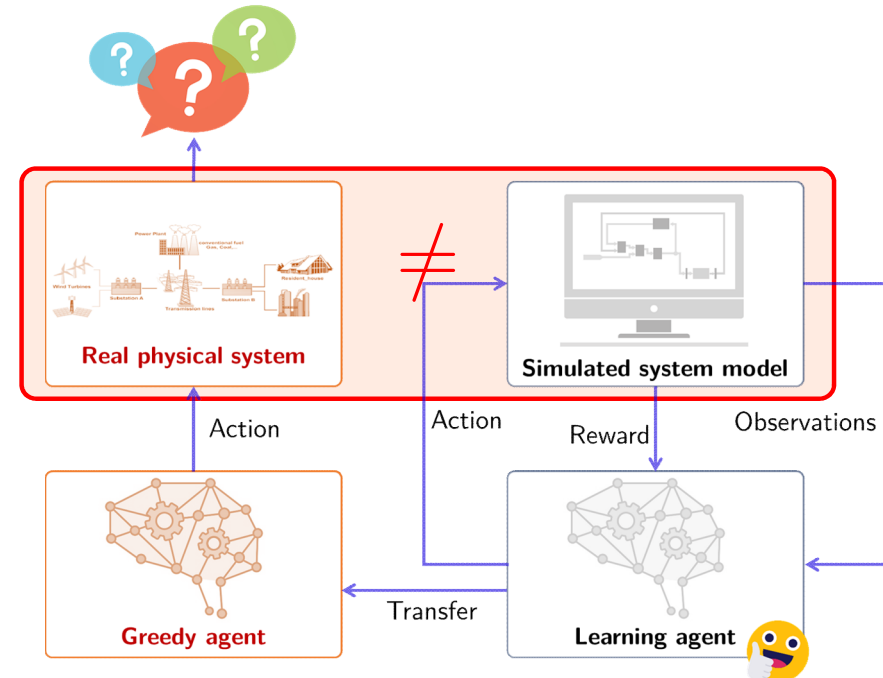 ?
?
?
Power Plant
conventional fuel
Gas, Coal...
Wind Turbines
Substation A
Transmission lines
Substation B
Resident_house
≠
Real physical system
Simulated system model
Action
Action
Reward
Observations
Transfer
Greedy agent
Learning agent